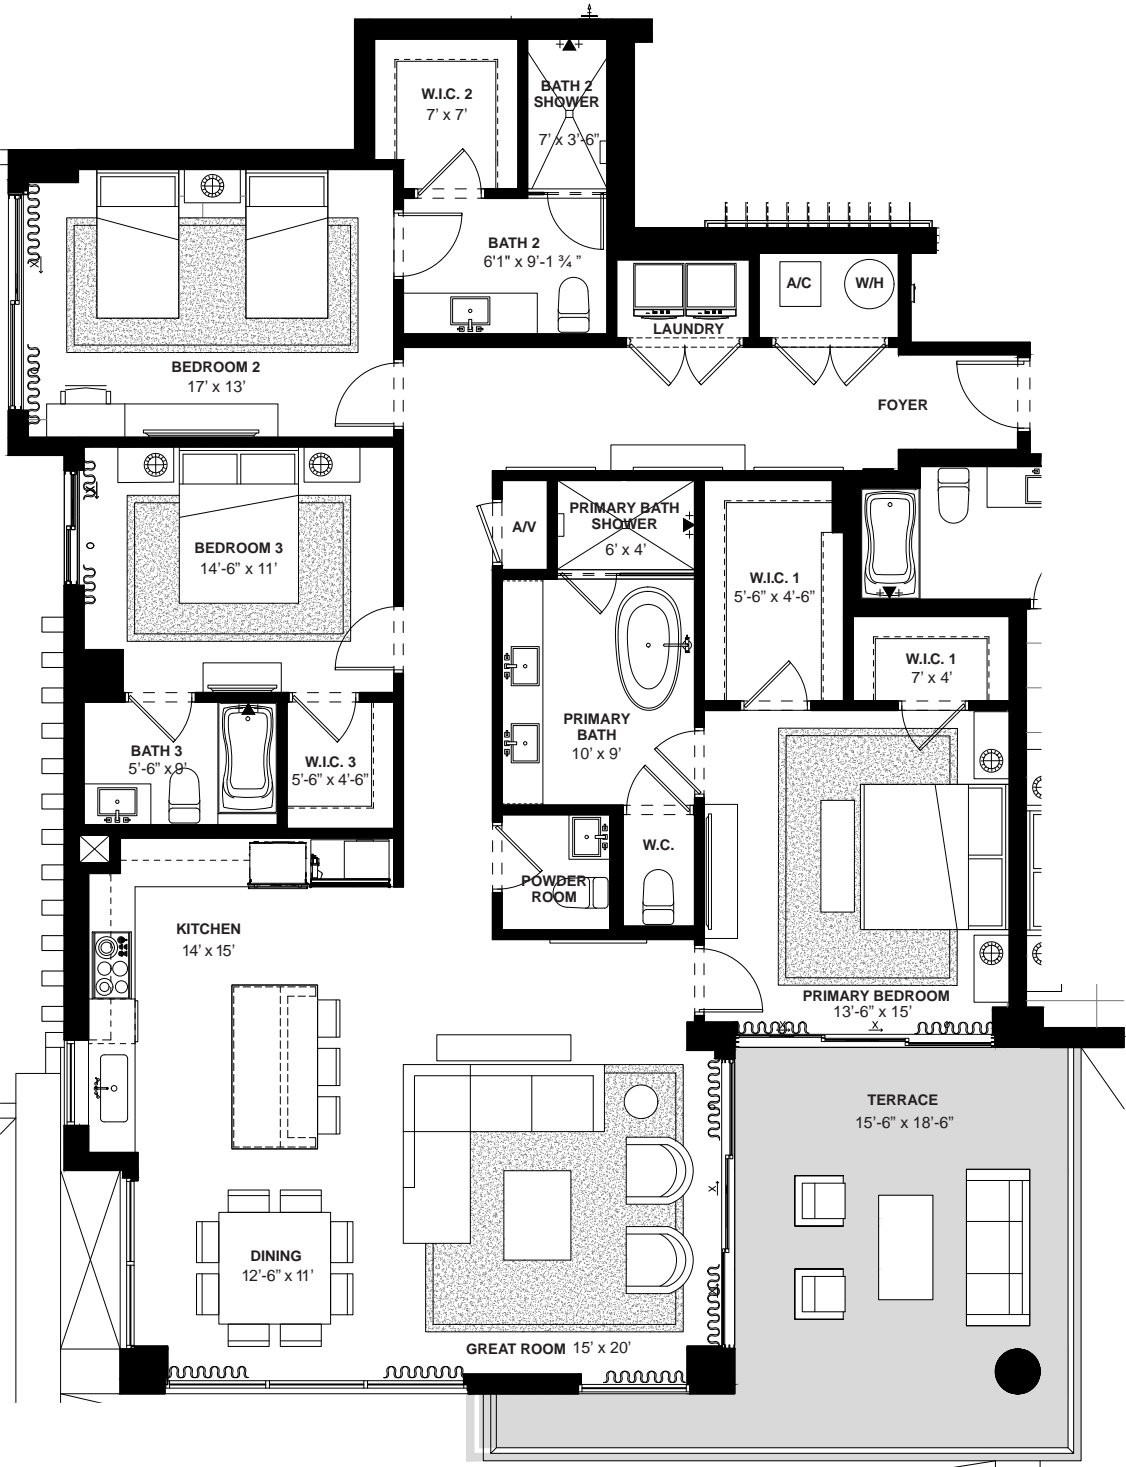 W.I.C. 2
7’ x 7’
BATH 2
SHOWER
7’ x 3’-6”
BATH 2
6'1" x 9’-1 ¾ ”
A/C
W/H
LAUNDRY
BEDROOM 2
17’ x 13’
FOYER
A/V
PRIMARY BATH
SHOWER
6’ x 4’
BEDROOM 3
14’-6” x 11’
W.I.C. 1
5’-6” x 4’-6”
W.I.C. 1
7’ x 4’
PRIMARY
BATH
10’ x 9’
BATH 3
5’-6” x 9’
W.I.C. 3
5’-6” x 4’-6”
W.C.
POWDER
ROOM
KITCHEN
14’ x 15’
PRIMARY BEDROOM
13’-6” x 15’
X
X
X
TERRACE
15’-6” x 18’-6”
DINING
12’-6” x 11’
GREAT ROOM 15’ x 20’